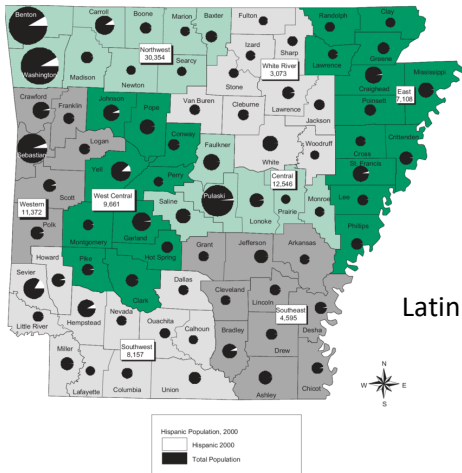 Benton
Carroll
Boone
Marion
Baxter
Fulton
Randolph
Clay
Washington
Madison
Newton
Northwest
30,354
Searcy
Stone
Izard
Sharp
White River
3,073
Lawrence
Greene
Craighead
Mississippi
Crawford
Franklin
Johnson
Pope
Van Buren
Cleburne
Lawrence
Jackson
Poinsett
East
7,108
Sebastian
Logan
Conway
Faulkner
White
Woodruff
Cross
Crittersten
St. Francis
Scott
Yell
Perry
Pulaski
Central
12,546
Prairie
Lonoke
Monroe
Lee
Phillips
Western
11,372
West Central
9,661
Saline
Garland
Polk
Montgomery
Hot Spring
Grant
Jefferson
Arkansas
Howard
Pike
Clark
Dallas
Cleveland
Lincoln
Southeast
4,595
Desha
Sevier
Little River
Hempstead
Nevada
Ouachita
Calhoun
Bradley
Drew
Chicot
Miller
Lafayette
Columbia
Southwest
8,157
Union
Ashley
Latin
N
W
E
S
Hispanic Population, 2000
Hispanic 2000
Total Population